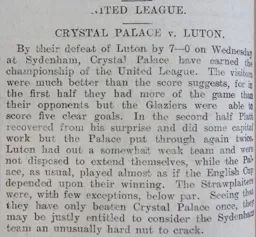 ITED LEAGUE.
CRYSTAL PALACE v. LUTON.
By their defeat of Luton by 7—0 on Wednesday
at Sydenham, Crystal Palace have earned the
championship of the United League. The visitors
were much better than the score suggests, for in
the first half they had more of the game than
their opponents but the Glaziers were able to
score five clear goals. In the second half Platt
recovered from his surprise and did some capital
work but the Palace put through again twice.
Luton had out a somewhat weak team and were
not disposed to extend themselves, while the Pal-
ace, as usual, played almost as if the English Cup
depended upon their winning. The Strawplaiters
were, with few exceptions, below par. Seeing that
they have only beaten Crystal Palace once, they
may be justly entitled to consider the Sydenham
team an unusually hard nut to crack.